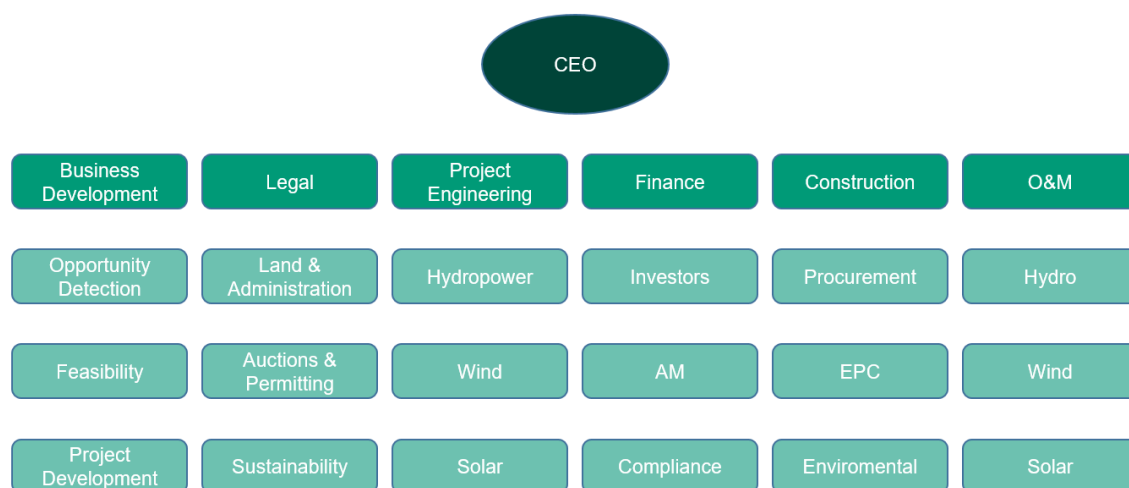 CEO
Business
Development
Legal
Project
Engineering
Finance
Construction
O&M
Opportunity
Detection
Land &
Administration
Hydropower
Investors
Procurement
Hydro
Feasibility
Auctions &
Permitting
Wind
AM
EPC
Wind
Project
Development
Sustainability
Solar
Compliance
Enviromental
Solar